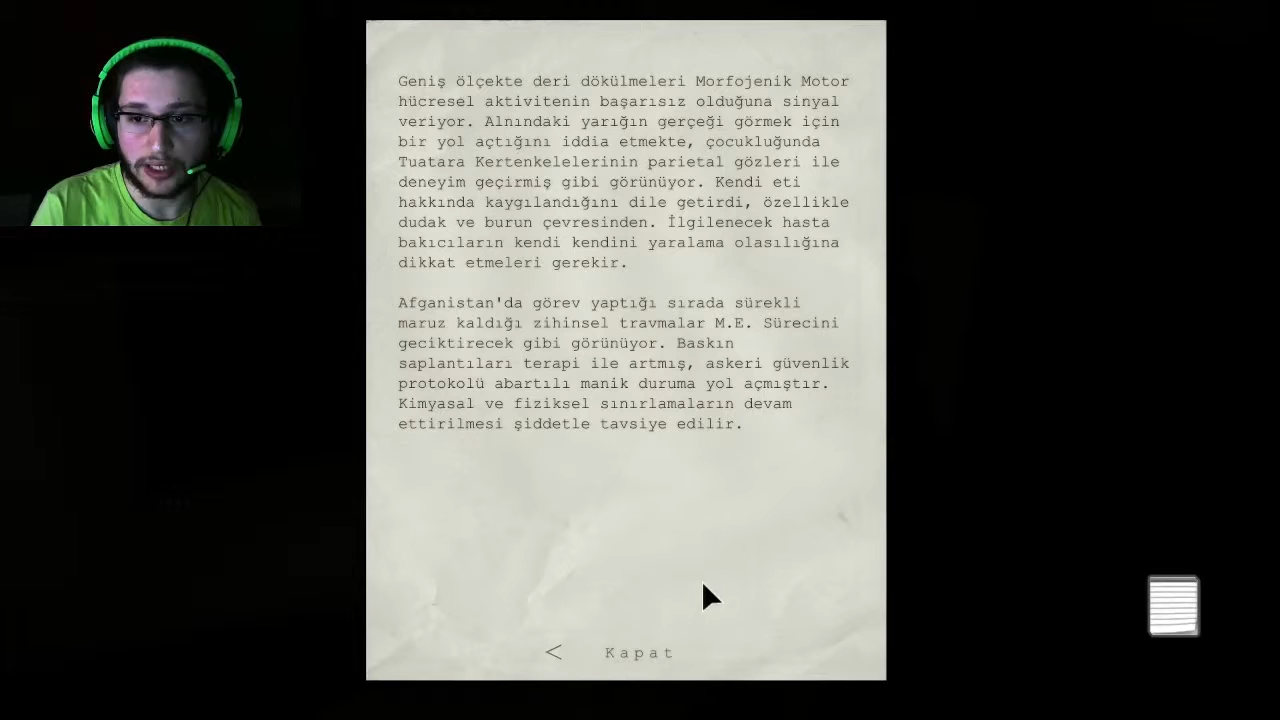 Geniş ölçekte deri dökülmeleri Morfojenik Motor
hücresel aktivitenin başarısız olduğuna sinyal
veriyor. Alnındaki yarığın gerçeği görmek için
bir yol açtığını iddia etmekte, çocukluğunda
Tuatara Kertenkelelerinin parietal gözleri ile
deneyim geçirmiş gibi görünüyor. Kendi eti
hakkında kaygılandığını dile getirdi, özellikle
dudak ve burun çevresinden. İlgilenecek hasta
bakıcıların kendi kendini yaralama olasılığına
dikkat etmeleri gerekir.
Afganistan'da görev yaptığı sırada sürekli
maruz kaldığı zihinsel travmalar M.E. Sürecini
geciktirecek gibi görünüyor. Baskın
saplantıları terapi ile artmış, askeri güvenlik
protokolü abartılı manik duruma yol açmıştır.
Kimyasal ve fiziksel sınırlamaların devam
ettirilmesi şiddetle tavsiye edilir.
< Kapat